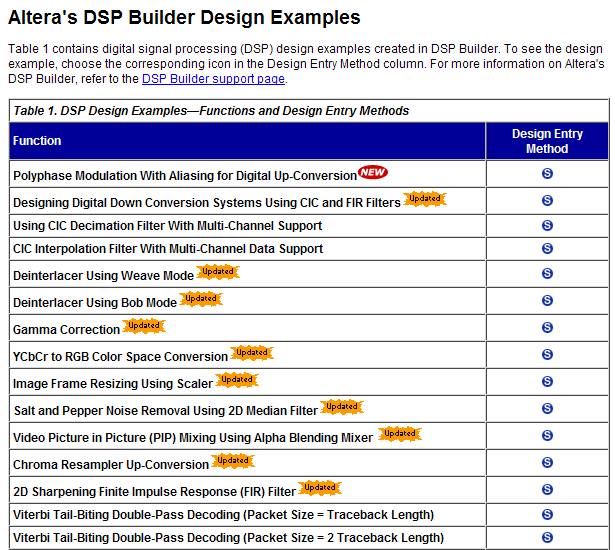 Altera's DSP Builder Design Examples
Table 1 contains digital signal processing (DSP) design examples created in DSP Builder. To see the design
example, choose the corresponding icon in the Design Entry Method column. For more information on Altera's
DSP Builder, refer to the DSP Builder support page.
Table 1. DSP Design Examples—Functions and Design Entry Methods
Function Design Entry
Method
Polyphase Modulation With Aliasing for Digital Up-Conversion NEW S
Designing Digital Down Conversion Systems Using CIC and FIR Filters Updated S
Using CIC Decimation Filter With Multi-Channel Support S
CIC Interpolation Filter With Multi-Channel Data Support S
Deinterlacer Using Weave Mode Updated S
Deinterlacer Using Bob Mode Updated S
Gamma Correction Updated S
YCbCr to RGB Color Space Conversion Updated S
Image Frame Resizing Using Scaler Updated S
Salt and Pepper Noise Removal Using 2D Median Filter Updated S
Video Picture in Picture (PIP) Mixing Using Alpha Blending Mixer Updated S
Chroma Resampler Up-Conversion Updated S
2D Sharpening Finite Impulse Response (FIR) Filter Updated S
Viterbi Tail-Biting Double-Pass Decoding (Packet Size = Traceback Length) S
Viterbi Tail-Biting Double-Pass Decoding (Packet Size = 2 Traceback Length) S